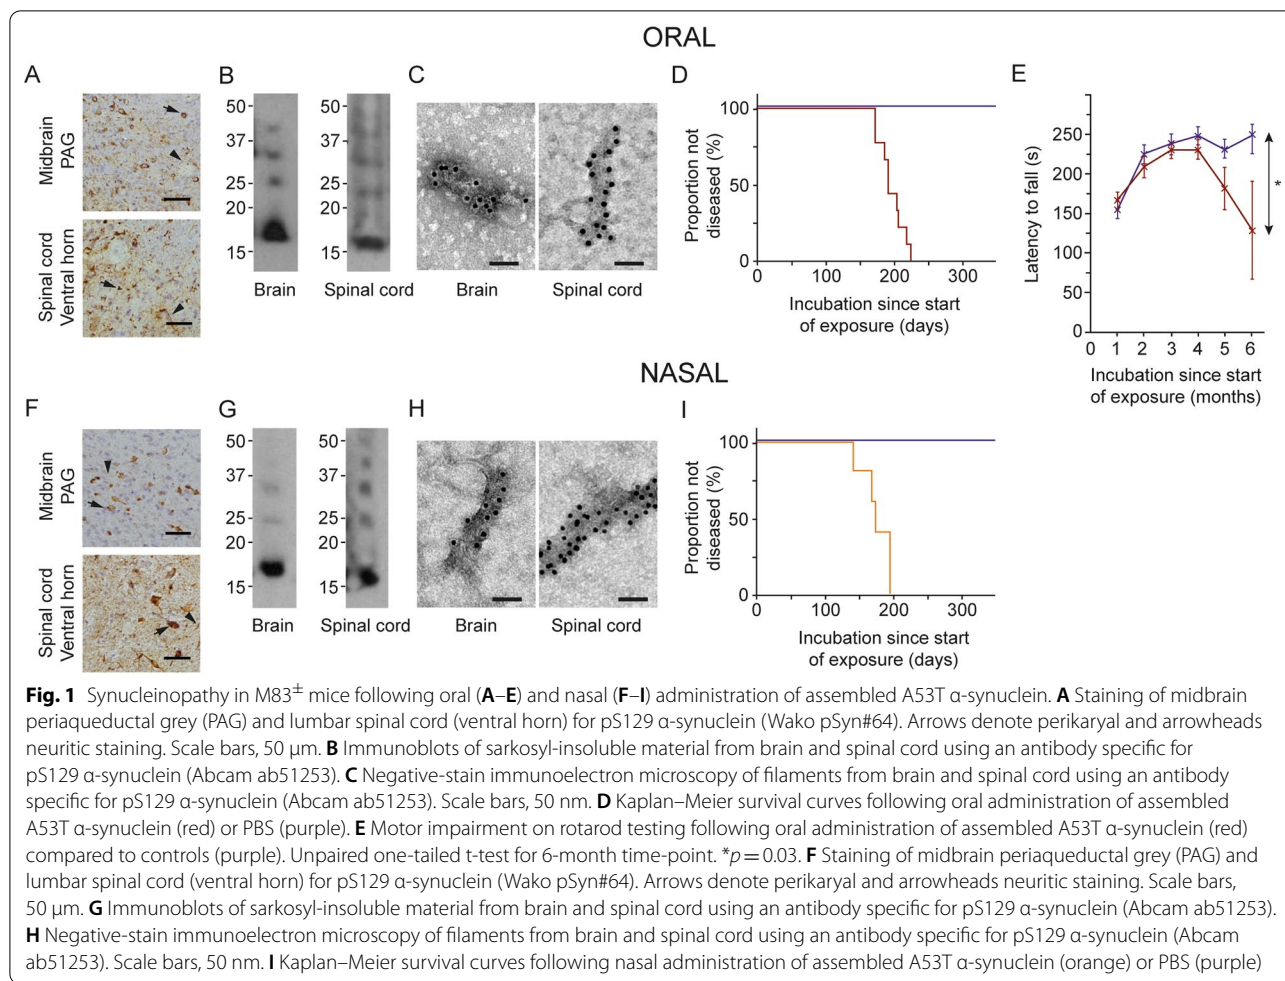 ORAL
A
B
C
D
E
Midbrain
PAG
Spinal cord
Ventral horn
50
37
25
20
15
Brain
50
37
25
20
15
Spinal cord
Brain
Spinal cord
Proportion not
diseased (%)
100
50
0
0
100
200
300
Incubation since start
of exposure (days)
Latency to fall (s)
250
200
150
100
50
0
0
1
2
3
4
5
6
*
Incubation since start
of exposure (months)
NASAL
F
G
H
I
Midbrain
PAG
Spinal cord
Ventral horn
50
37
25
20
15
Brain
50
37
25
20
15
Spinal cord
Brain
Spinal cord
Proportion not
diseased (%)
100
50
0
0
100
200
300
Incubation since start
of exposure (days)
Fig. 1 Synucleinopathy in M83± mice following oral (A–E) and nasal (F–I) administration of assembled A53T α-synuclein. A Staining of midbrain
periaqueductal grey (PAG) and lumbar spinal cord (ventral horn) for pS129 α-synuclein (Wako pSyn#64). Arrows denote perikaryal and arrowheads
neuritic staining. Scale bars, 50 μm. B Immunoblots of sarkosyl-insoluble material from brain and spinal cord using an antibody specific for
pS129 α-synuclein (Abcam ab51253). C Negative-stain immunoelectron microscopy of filaments from brain and spinal cord using an antibody
specific for pS129 α-synuclein (Abcam ab51253). Scale bars, 50 nm. D Kaplan–Meier survival curves following oral administration of assembled
A53T α-synuclein (red) or PBS (purple). E Motor impairment on rotarod testing following oral administration of assembled A53T α-synuclein (red)
compared to controls (purple). Unpaired one-tailed t-test for 6-month time-point. *p = 0.03. F Staining of midbrain periaqueductal grey (PAG) and
lumbar spinal cord (ventral horn) for pS129 α-synuclein (Wako pSyn#64). Arrows denote perikaryal and arrowheads neuritic staining. Scale bars,
50 μm. G Immunoblots of sarkosyl-insoluble material from brain and spinal cord using an antibody specific for pS129 α-synuclein (Abcam ab51253).
H Negative-stain immunoelectron microscopy of filaments from brain and spinal cord using an antibody specific for pS129 α-synuclein (Abcam
ab51253). Scale bars, 50 nm. I Kaplan–Meier survival curves following nasal administration of assembled A53T α-synuclein (orange) or PBS (purple)